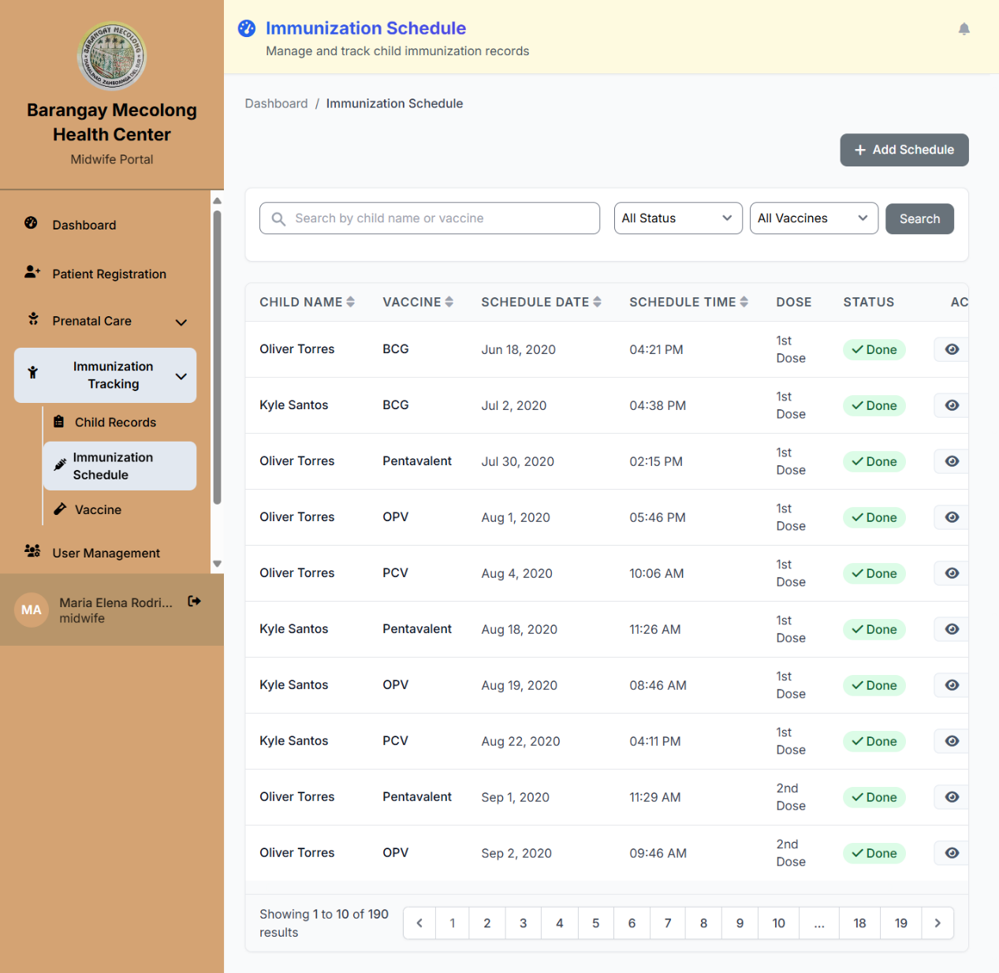 BARANGAY MECOLONG
DUMALINAO, ZAMBOANGA DEL SUR
Barangay Mecolong
Health Center
Midwife Portal
Dashboard
Patient Registration
Prenatal Care
Immunization
Tracking
Child Records
Immunization
Schedule
Vaccine
User Management
MA
Maria Elena Rodri...
midwife
Immunization Schedule
Manage and track child immunization records
Dashboard / Immunization Schedule
+ Add Schedule
Search by child name or vaccine
All Status
All Vaccines
Search
CHILD NAME VACCINE SCHEDULE DATE SCHEDULE TIME DOSE STATUS AC
Oliver Torres BCG Jun 18, 2020 04:21 PM 1st Dose Done
Kyle Santos BCG Jul 2, 2020 04:38 PM 1st Dose Done
Oliver Torres Pentavalent Jul 30, 2020 02:15 PM 1st Dose Done
Oliver Torres OPV Aug 1, 2020 05:46 PM 1st Dose Done
Oliver Torres PCV Aug 4, 2020 10:06 AM 1st Dose Done
Kyle Santos Pentavalent Aug 18, 2020 11:26 AM 1st Dose Done
Kyle Santos OPV Aug 19, 2020 08:46 AM 1st Dose Done
Kyle Santos PCV Aug 22, 2020 04:11 PM 1st Dose Done
Oliver Torres Pentavalent Sep 1, 2020 11:29 AM 2nd Dose Done
Oliver Torres OPV Sep 2, 2020 09:46 AM 2nd Dose Done
Showing 1 to 10 of 190
results
1 2 3 4 5 6 7 8 9 10 ... 18 19